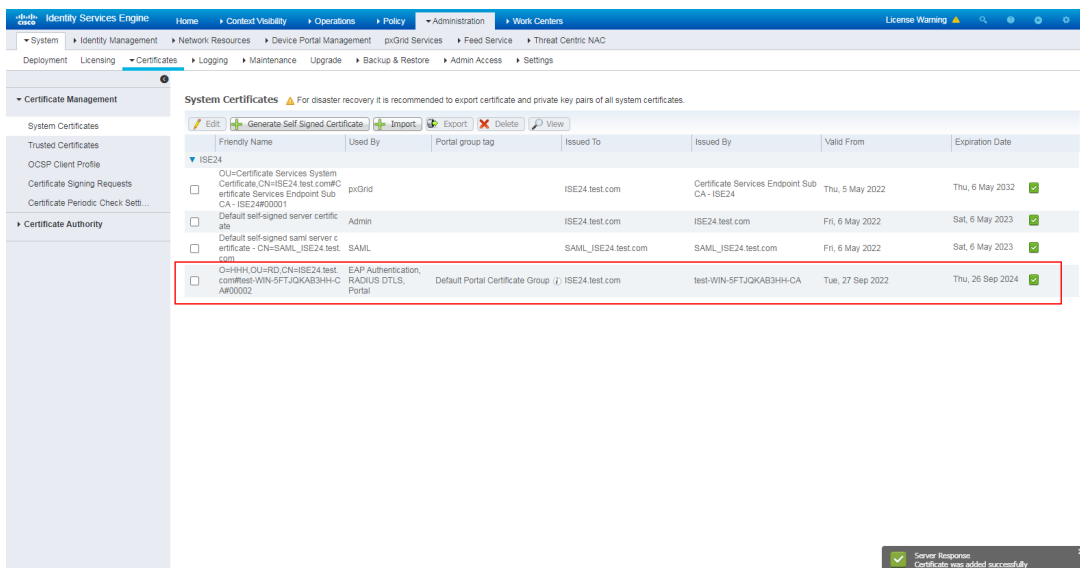 CISCO Identity Services Engine Home Context Visibility Operations Policy Administration Work Centers License Warning
System Identity Management Network Resources Device Portal Management pxGrid Services Feed Service Threat Centric NAC
Deployment Licensing Certificates Logging Maintenance Upgrade Backup & Restore Admin Access Settings
Certificate Management
System Certificates
Trusted Certificates
OCSP Client Profile
Certificate Signing Requests
Certificate Periodic Check Setti...
Certificate Authority
System Certificates For disaster recovery it is recommended to export certificate and private key pairs of all system certificates.
Edit Generate Self Signed Certificate Import Export Delete View
Friendly Name Used By Portal group tag Issued To Issued By Valid From Expiration Date
ISE24
OU=Certificate Services System
Certificate,CN=ISE24.test.com#C
ertificate Services Endpoint Sub
CA - ISE24#00001
pxGrid
ISE24.test.com
Certificate Services Endpoint Sub
CA - ISE24
Thu, 5 May 2022
Thu, 6 May 2032
Default self-signed server certific
ate
Admin
ISE24.test.com
ISE24.test.com
Fri, 6 May 2022
Sat, 6 May 2023
Default self-signed saml server c
ertificate - CN=SAML_ISE24.test.
com
SAML
SAML_ISE24.test.com
SAML_ISE24.test.com
Fri, 6 May 2022
Sat, 6 May 2023
O=HHH,OU=RD,CN=ISE24.test.
com#test-WIN-5FTJQKAB3HH-C
A#00002
EAP Authentication,
RADIUS DTLS,
Portal
Default Portal Certificate Group
ISE24.test.com
test-WIN-5FTJQKAB3HH-CA
Tue, 27 Sep 2022
Thu, 26 Sep 2024
Server Response
Certificate was added successfully